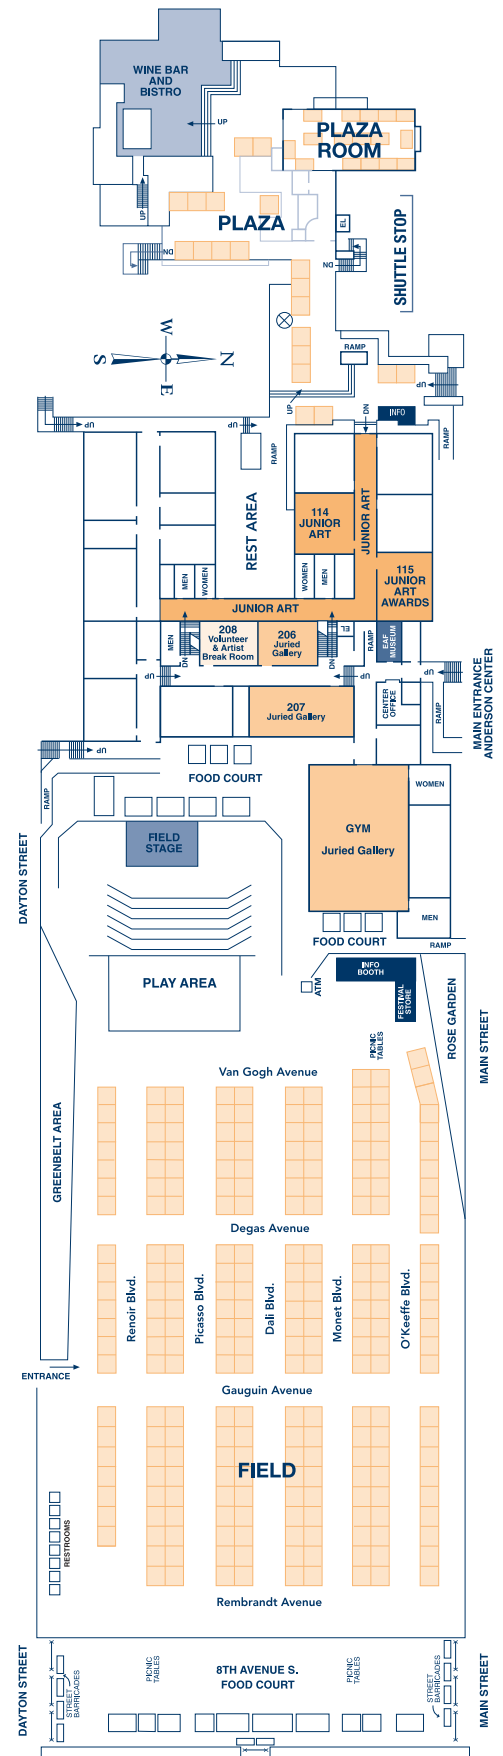 WINE BAR
AND
BISTRO
UP
PLAZA
ROOM
UP
PLAZA
EL
SHUTTLE STOP
DN
DN
W
S
N
E
RAMP
UP
UP
DN
INFO
UP
UP
RAMP
RAMP
REST AREA
114
JUNIOR
ART
JUNIOR ART
MEN
WOMEN
WOMEN
MEN
115
JUNIOR
ART
AWARDS
JUNIOR ART
MEN
DN
208
Volunteer
& Artist
Break Room
206
Juried
Gallery
DN
EL
RAMP
EAF
MUSEUM
UP
UP
UP
207
Juried Gallery
CENTER
OFFICE
RAMP
MAIN ENTRANCE
ANDERSON CENTER
UP
FOOD COURT
RAMP
WOMEN
GYM
Juried Gallery
FIELD
STAGE
DAYTON STREET
MEN
FOOD COURT
RAMP
PLAY AREA
ATM
INFO
BOOTH
FESTIVAL
STORE
ROSE GARDEN
MAIN STREET
PICNIC
TABLES
Van Gogh Avenue
GREENBELT AREA
Degas Avenue
Renoir Blvd.
Picasso Blvd.
Dali Blvd.
Monet Blvd.
O'Keeffe Blvd.
ENTRANCE
Gauguin Avenue
FIELD
RESTROOMS
Rembrandt Avenue
DAYTON STREET
STREET
BARRICADES
PICNIC
TABLES
8TH AVENUE S.
FOOD COURT
PICNIC
TABLES
STREET
BARRICADES
MAIN STREET